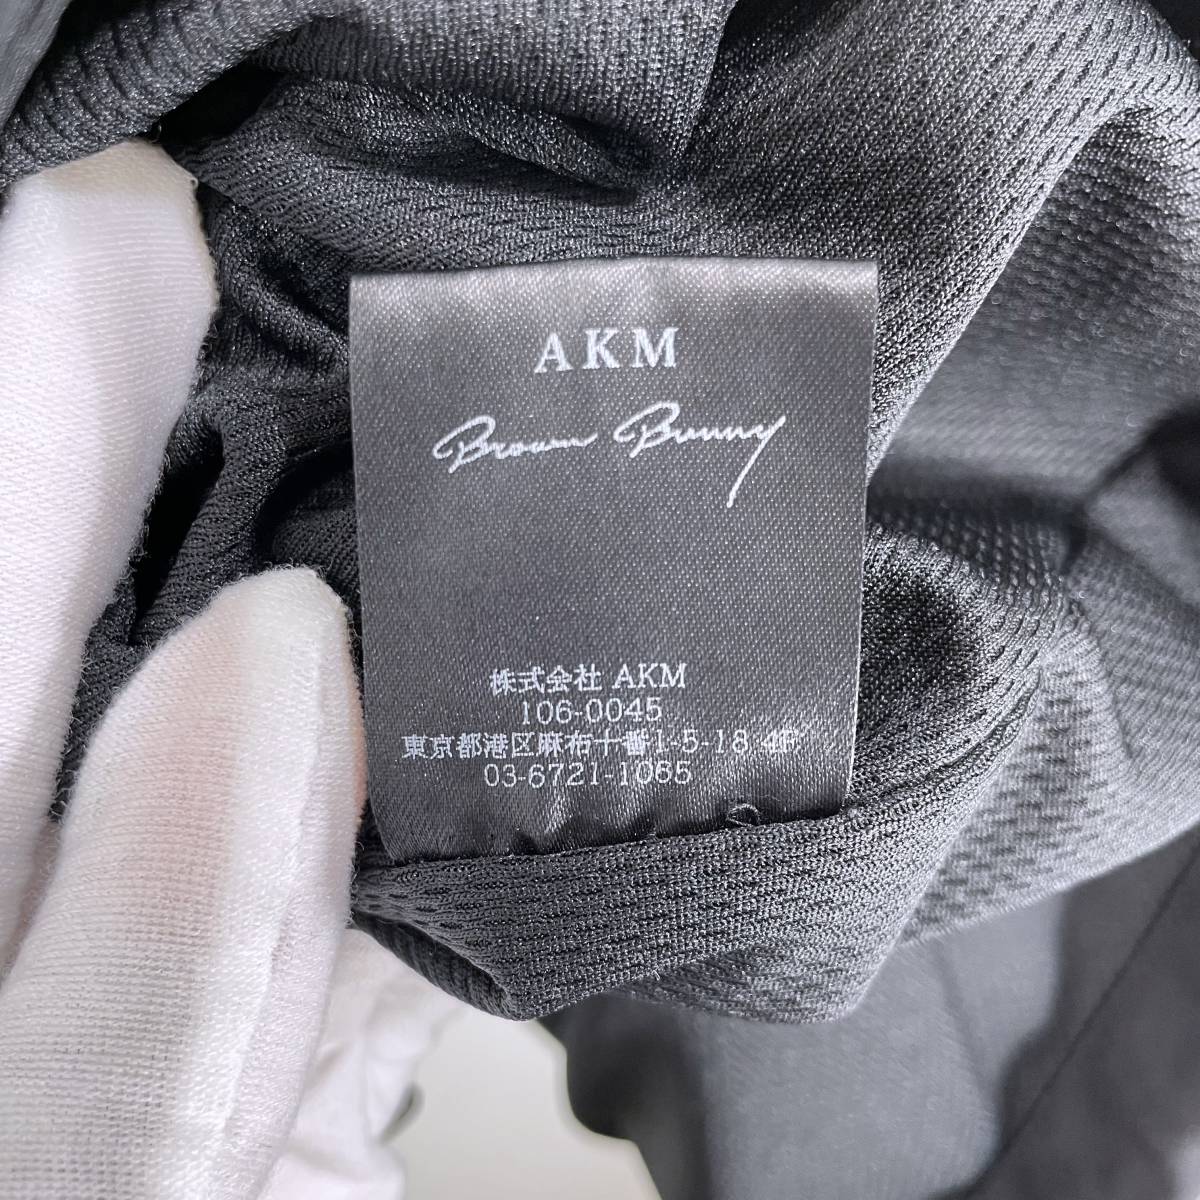 AKM
Brown Bunny
株式会社 AKM
106-0045
東京都港区麻布十番1-5-18 4F
03-6721-1065